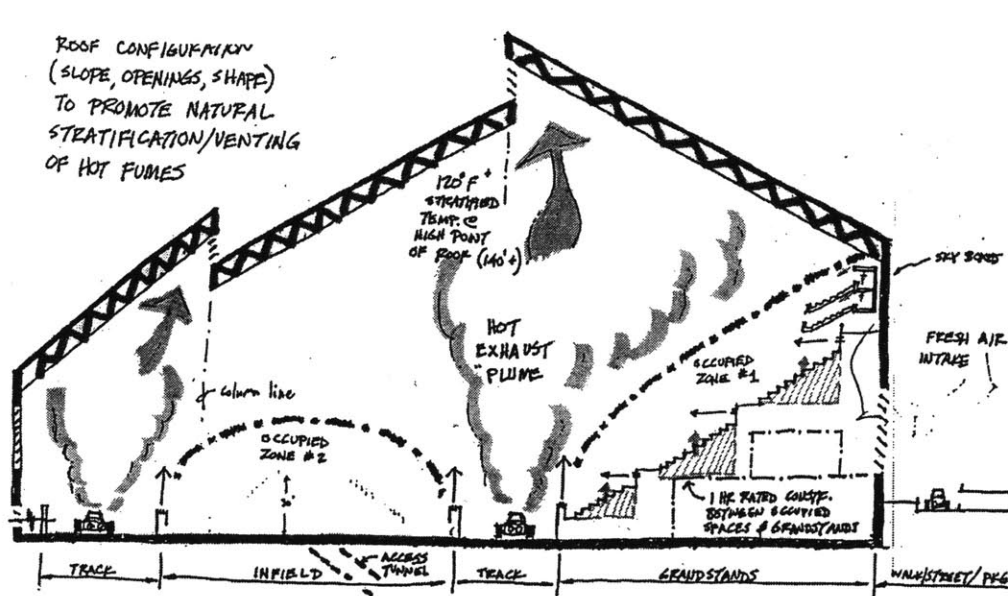 ROOF CONFIGURATION
(SLOPE, OPENINGS, SHAPE)
TO PROMOTE NATURAL
STRATIFICATION/VENTING
OF HOT FUMES
120°F +
STRATIFIED
TEMP. @
HIGH POINT
OF ROOF (140'+)
SKY BOXES
FRESH AIR
INTAKE
HOT
EXHAUST
PLUME
OCCUPIED
ZONE #1
column line
OCCUPIED
ZONE #2
30'
1 HR RATED CONSTR.
BETWEEN OCCUPIED
SPACES & GRANDSTANDS
ACCESS
TUNNEL
TRACK
INFIELD
TRACK
GRANDSTANDS
WALK/STREET/PKG